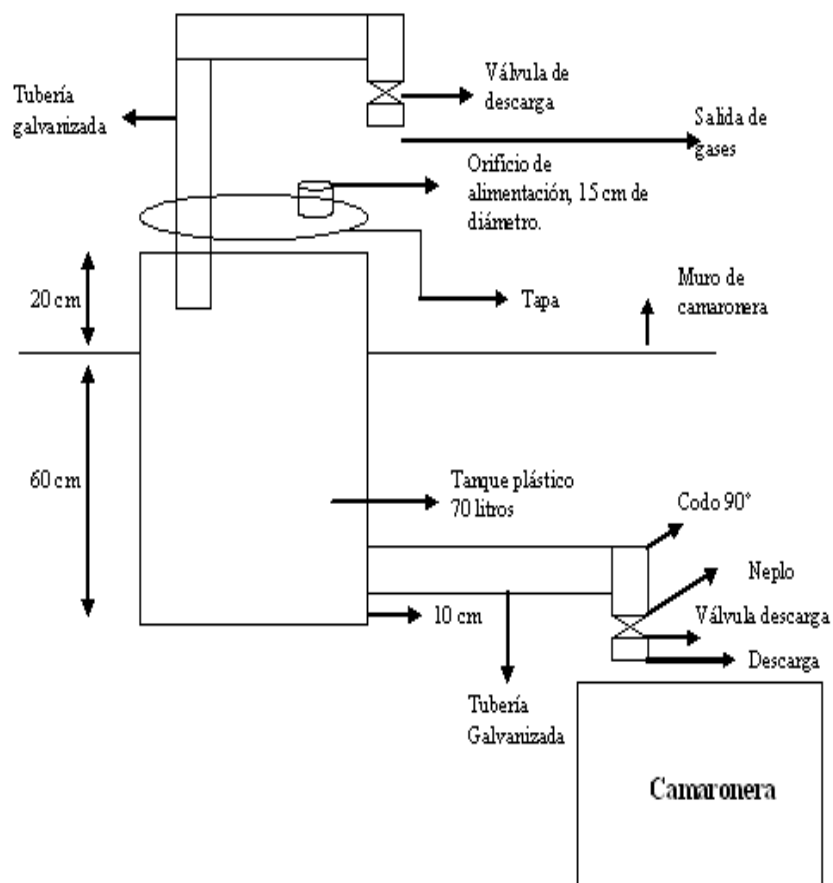 Válvula de
descarga
Tubería
galvanizada
Salida de
gases
Orificio de
alimentación, 15 cm de
diámetro.
20 cm
Tapa
Muro de
camaronera
60 cm
Tanque plástico
70 litros
Codo 90°
Neplo
10 cm
Válvula descarga
Descarga
Tubería
Galvanizada
Camaronera